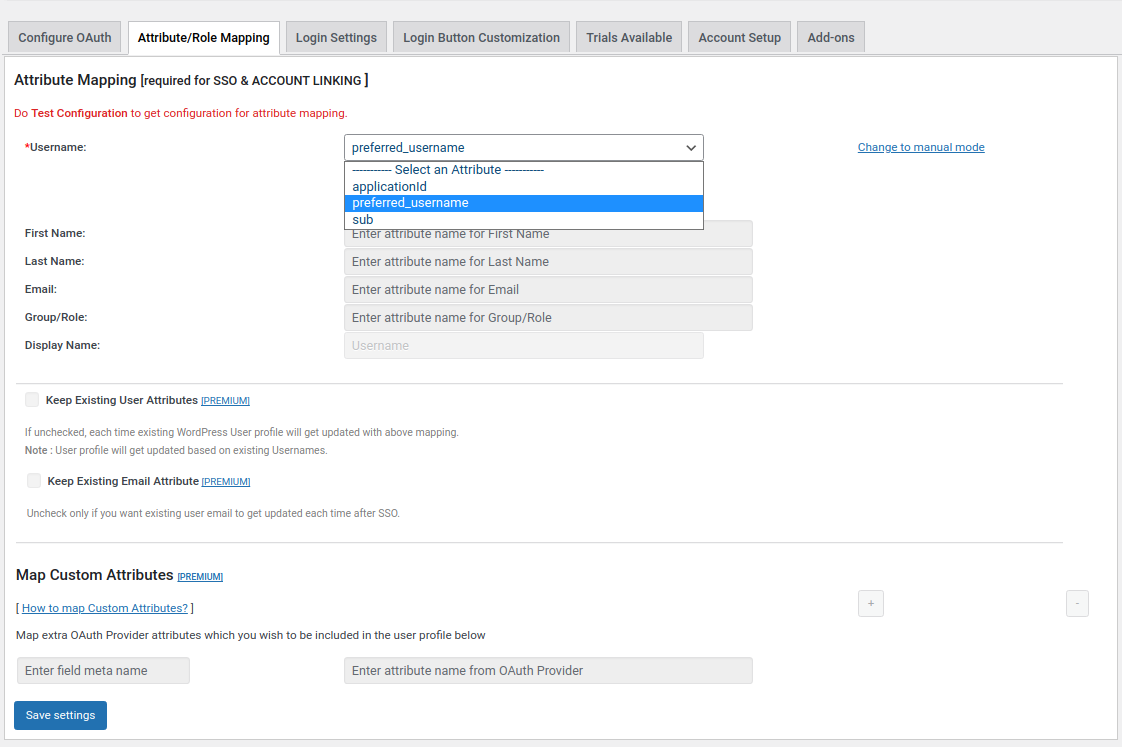 Configure OAuth Attribute/Role Mapping Login Settings Login Button Customization Trials Available Account Setup Add-ons
Attribute Mapping [required for SSO & ACCOUNT LINKING ]
Do Test Configuration to get configuration for attribute mapping.
*Username: preferred_username Change to manual mode
----------- Select an Attribute -----------
applicationId
preferred_username
sub
First Name: Enter attribute name for First Name
Last Name: Enter attribute name for Last Name
Email: Enter attribute name for Email
Group/Role: Enter attribute name for Group/Role
Display Name: Username
Keep Existing User Attributes [PREMIUM]
If unchecked, each time existing WordPress User profile will get updated with above mapping.
Note : User profile will get updated based on existing Usernames.
Keep Existing Email Attribute [PREMIUM]
Uncheck only if you want existing user email to get updated each time after SSO.
Map Custom Attributes [PREMIUM]
[ How to map Custom Attributes? ] + -
Map extra OAuth Provider attributes which you wish to be included in the user profile below
Enter field meta name Enter attribute name from OAuth Provider
Save settings